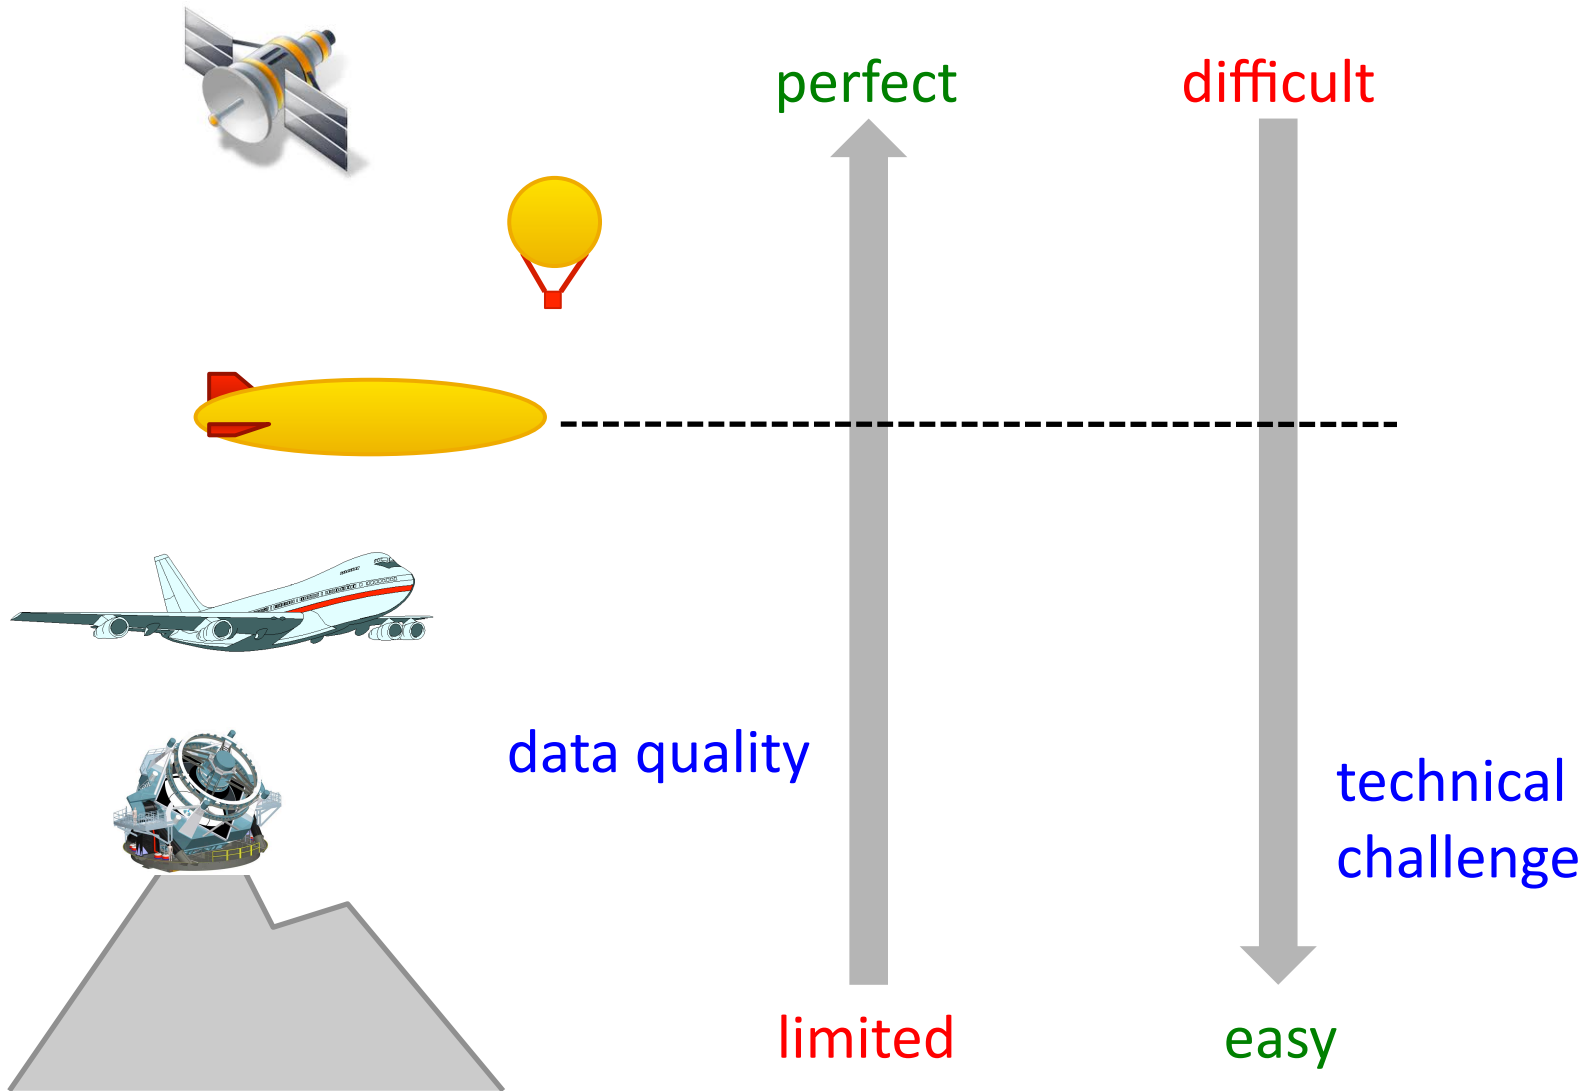 perfect
difficult
data quality
technical
challenge
limited
easy